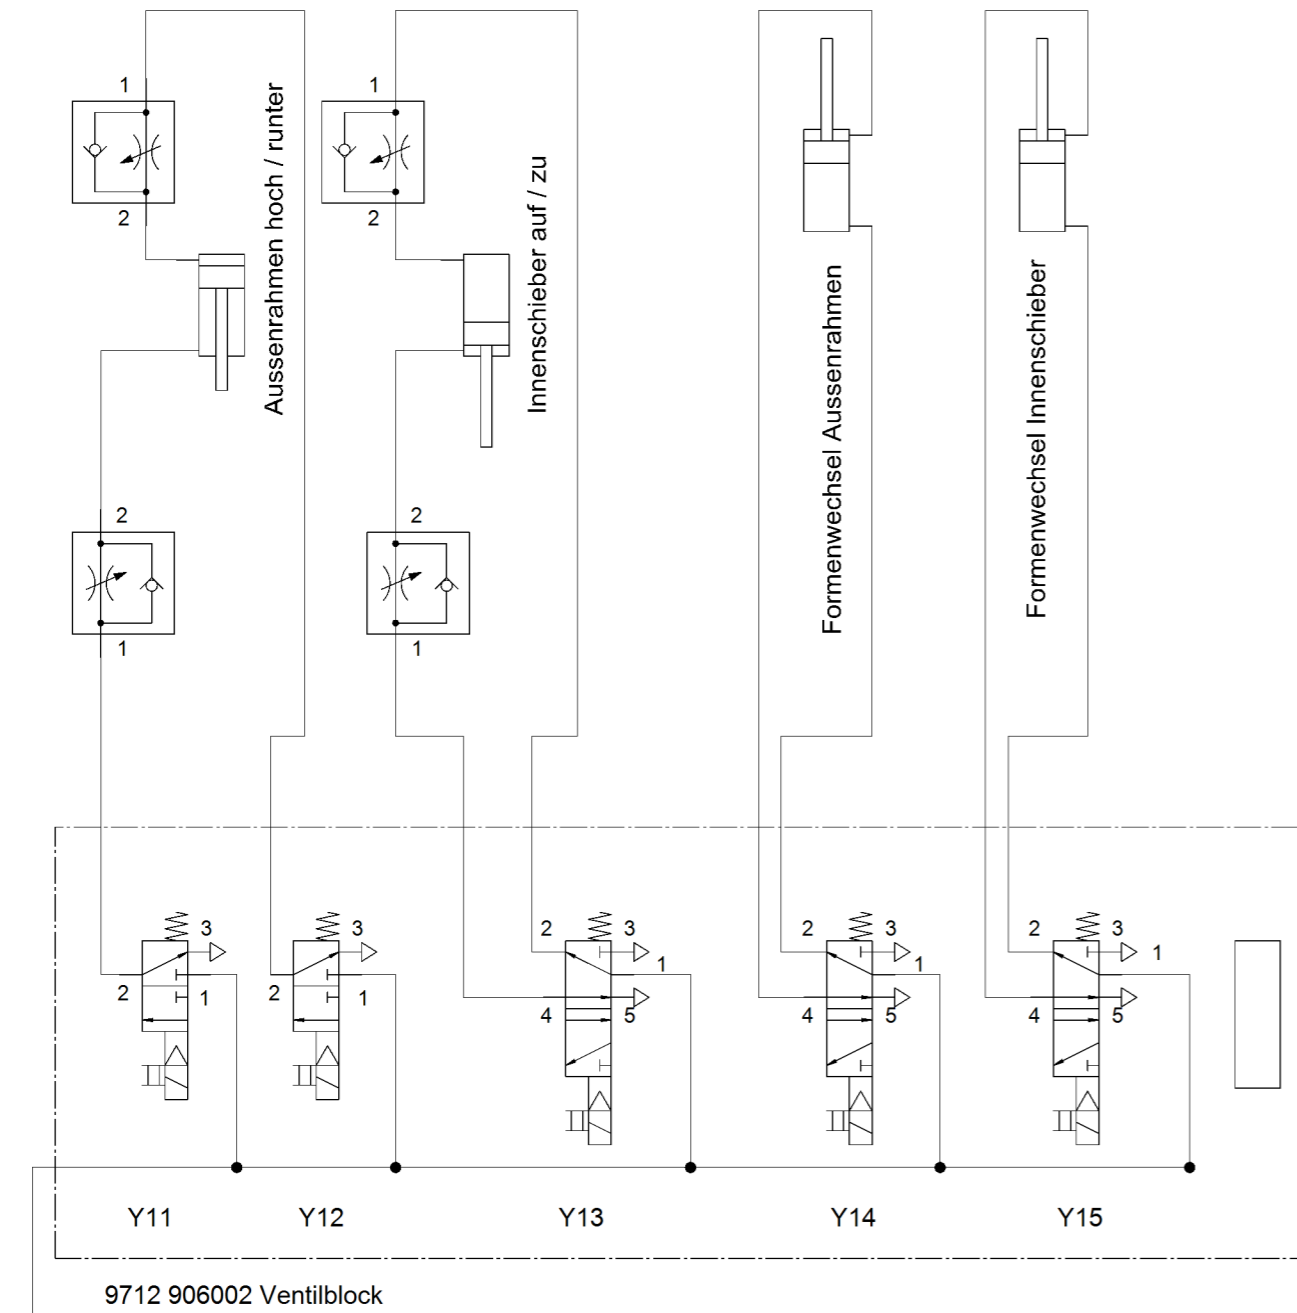 1
1
2
2
Aussenrahmen hoch / runter
Innenschieber auf / zu
Formenwechsel Aussenrahmen
Formenwechsel Innenschieber
2
2
1
1
3
3
2
3
2
3
2
3
1
1
1
2
1
2
1
4
5
4
5
4
5
Y11
Y12
Y13
Y14
Y15
9712 906002 Ventilblock